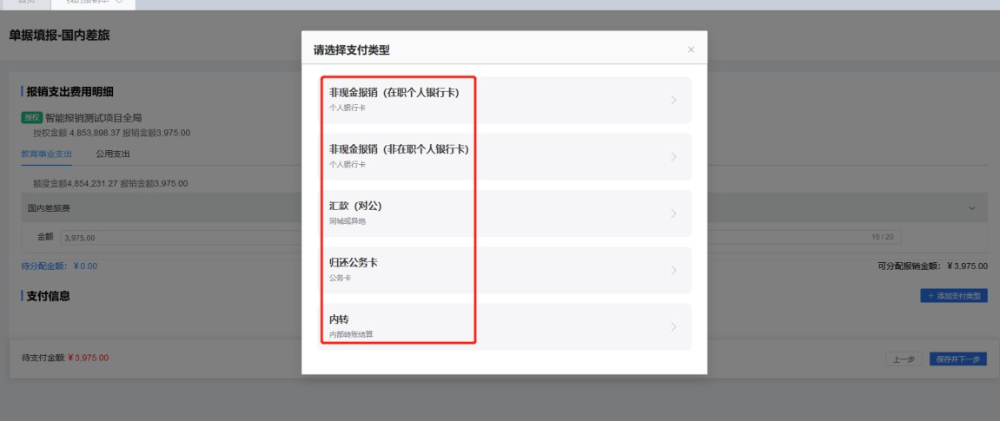 首页
我的报销单
单据填报-国内差旅
请选择支付类型
报销支出费用明细
授权 智能报销测试项目全局
授权金额 4,853,898.37 报销金额3,975.00
教育事业支出 公用支出
额度金额4,854,231.27 报销金额3,975.00
国内差旅费
金额 3,975.00
16 / 20
待分配金额: ¥0.00
可分配报销金额: ¥3,975.00
支付信息
+ 添加支付类型
待支付金额 ¥3,975.00
上一步 保存并下一步
非现金报销（在职个人银行卡）
个人银行卡
非现金报销（非在职个人银行卡）
个人银行卡
汇款（对公）
同城或异地
归还公务卡
公务卡
内转
内部转账结算